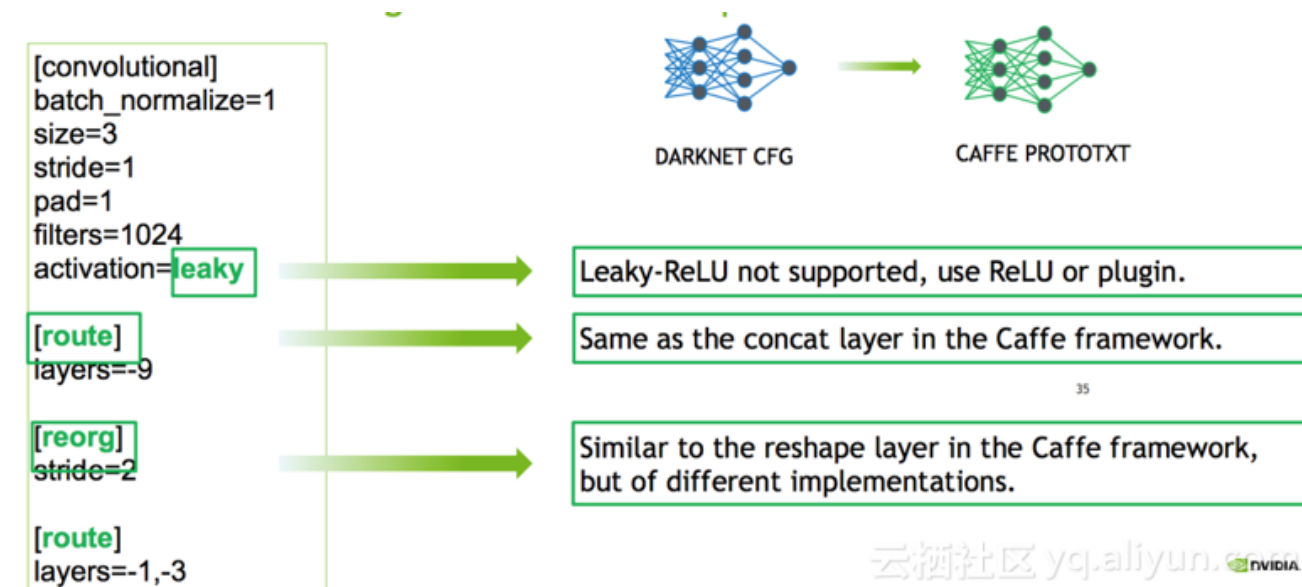 [convolutional]
batch_normalize=1
size=3
stride=1
pad=1
filters=1024
activation=leaky
[route]
layers=-9
[reorg]
stride=2
[route]
layers=-1,-3
DARKNET CFG
CAFFE PROTOTXT
Leaky-ReLU not supported, use ReLU or plugin.
Same as the concat layer in the Caffe framework.
35
Similar to the reshape layer in the Caffe framework,
but of different implementations.
云栖社区 yq.aliyun.com
NVIDIA